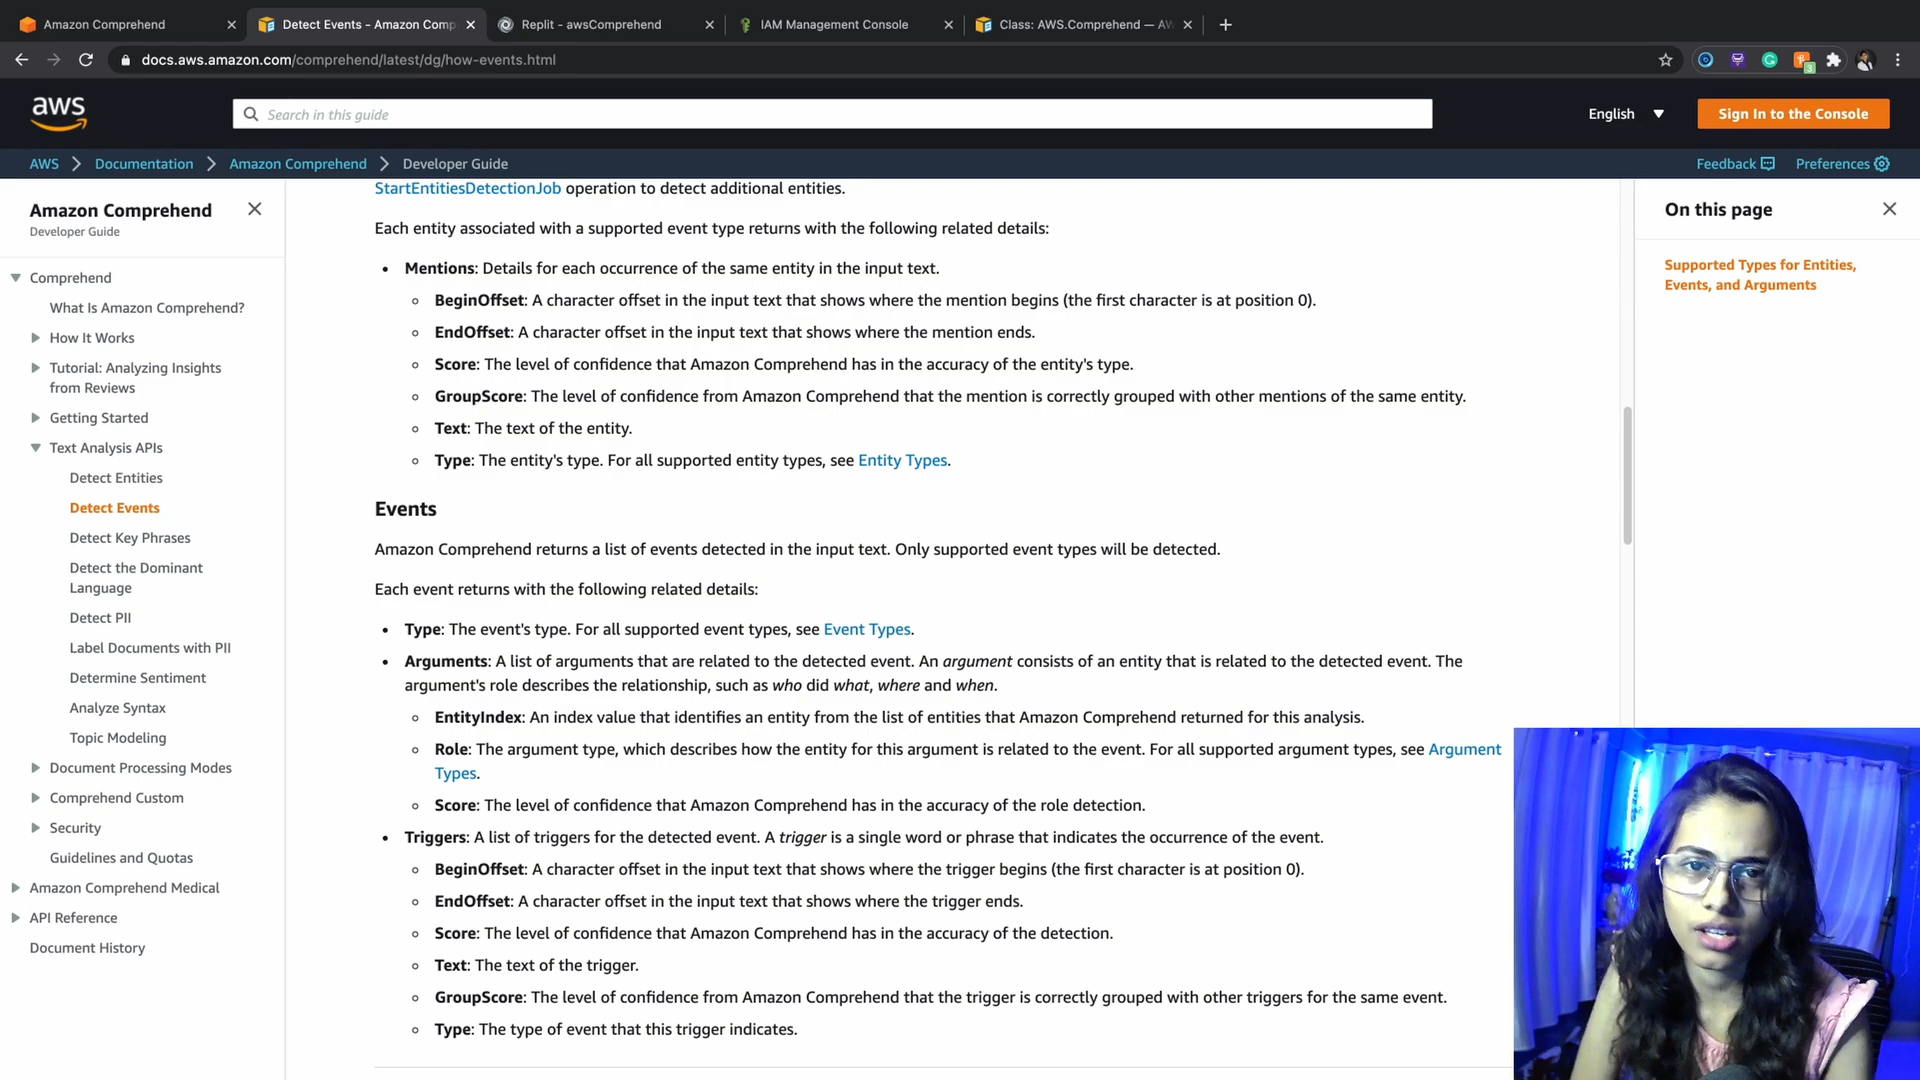 Amazon Comprehend
Detect Events - Amazon Comp
Replit - awsComprehend
IAM Management Console
Class: AWS.Comprehend — AW
docs.aws.amazon.com/comprehend/latest/dg/how-events.html
3
aws
Search in this guide
English
Sign In to the Console
AWS
Documentation
Amazon Comprehend
Developer Guide
Feedback
Preferences
Amazon Comprehend
Developer Guide
Comprehend
What Is Amazon Comprehend?
How It Works
Tutorial: Analyzing Insights
from Reviews
Getting Started
Text Analysis APIs
Detect Entities
Detect Events
Detect Key Phrases
Detect the Dominant
Language
Detect PII
Label Documents with PII
Determine Sentiment
Analyze Syntax
Topic Modeling
Document Processing Modes
Comprehend Custom
Security
Guidelines and Quotas
Amazon Comprehend Medical
API Reference
Document History
StartEntitiesDetectionJob operation to detect additional entities.
Each entity associated with a supported event type returns with the following related details:
• Mentions: Details for each occurrence of the same entity in the input text.
◦ BeginOffset: A character offset in the input text that shows where the mention begins (the first character is at position 0).
◦ EndOffset: A character offset in the input text that shows where the mention ends.
◦ Score: The level of confidence that Amazon Comprehend has in the accuracy of the entity's type.
◦ GroupScore: The level of confidence from Amazon Comprehend that the mention is correctly grouped with other mentions of the same entity.
◦ Text: The text of the entity.
◦ Type: The entity's type. For all supported entity types, see Entity Types.
Events
Amazon Comprehend returns a list of events detected in the input text. Only supported event types will be detected.
Each event returns with the following related details:
• Type: The event's type. For all supported event types, see Event Types.
• Arguments: A list of arguments that are related to the detected event. An argument consists of an entity that is related to the detected event. The
argument's role describes the relationship, such as who did what, where and when.
◦ EntityIndex: An index value that identifies an entity from the list of entities that Amazon Comprehend returned for this analysis.
◦ Role: The argument type, which describes how the entity for this argument is related to the event. For all supported argument types, see Argument
Types.
◦ Score: The level of confidence that Amazon Comprehend has in the accuracy of the role detection.
• Triggers: A list of triggers for the detected event. A trigger is a single word or phrase that indicates the occurrence of the event.
◦ BeginOffset: A character offset in the input text that shows where the trigger begins (the first character is at position 0).
◦ EndOffset: A character offset in the input text that shows where the trigger ends.
◦ Score: The level of confidence that Amazon Comprehend has in the accuracy of the detection.
◦ Text: The text of the trigger.
◦ GroupScore: The level of confidence from Amazon Comprehend that the trigger is correctly grouped with other triggers for the same event.
◦ Type: The type of event that this trigger indicates.
On this page
Supported Types for Entities,
Events, and Arguments